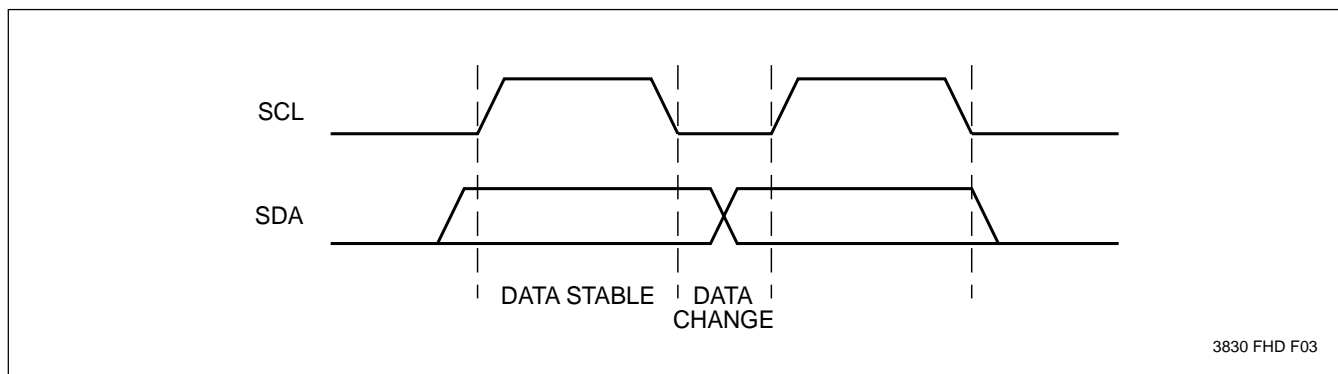 SCL
SDA
DATA STABLE
DATA
CHANGE
3830 FHD F03